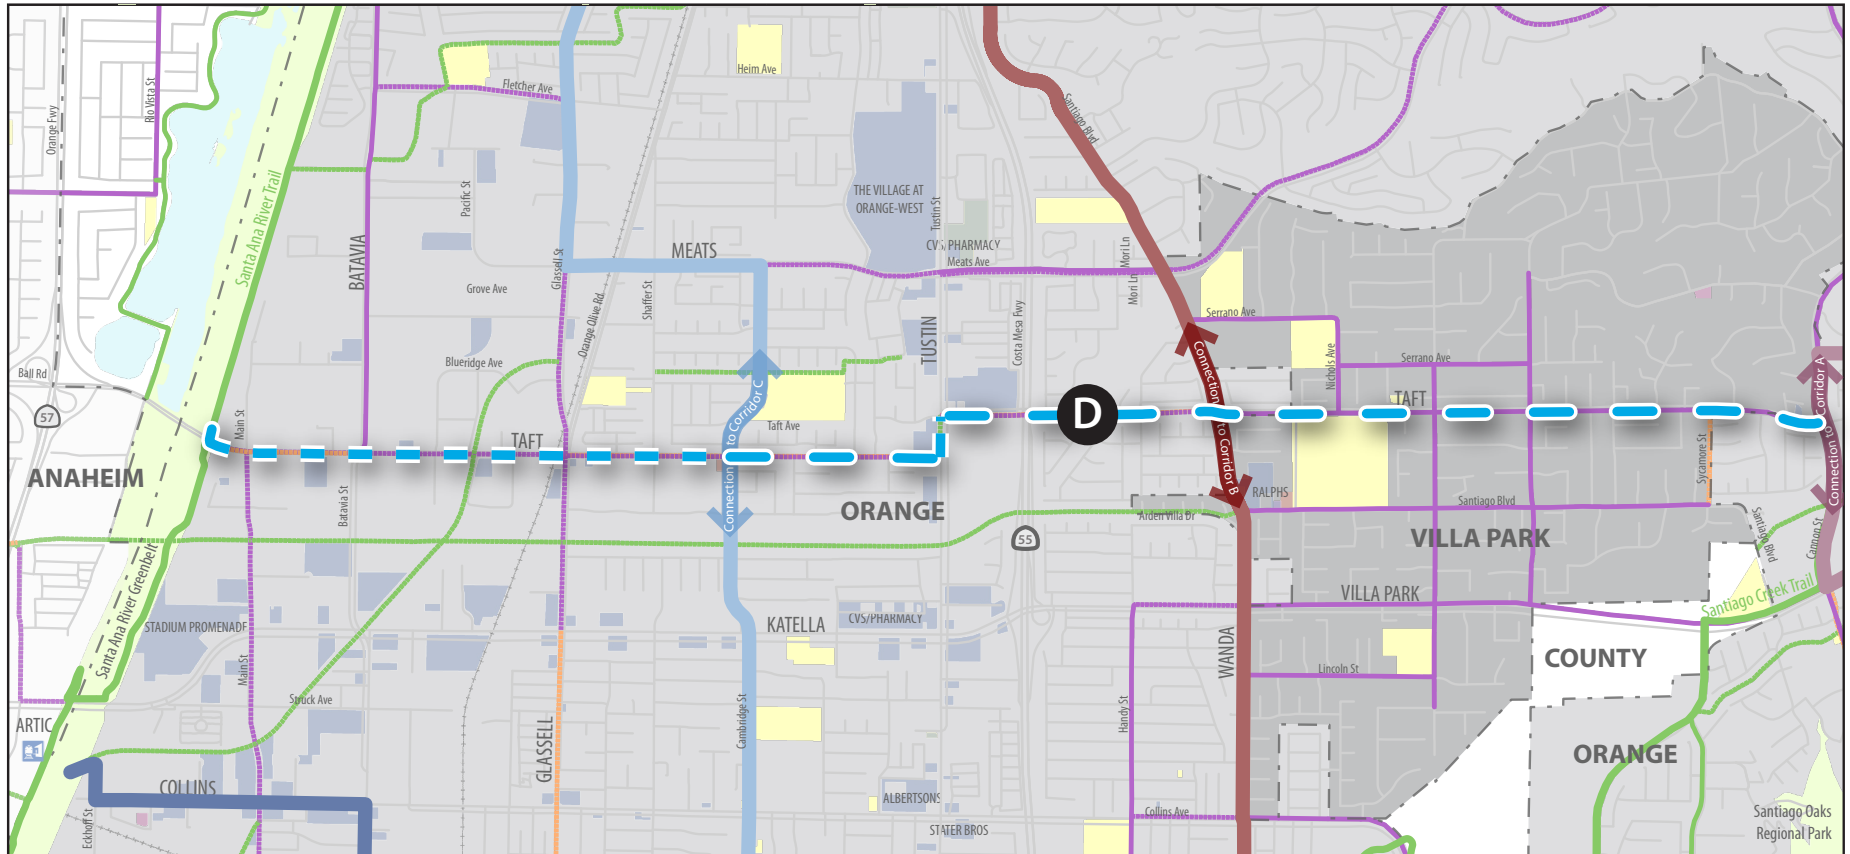 Heim Ave
Fletcher Ave
Rio Vista St
Orange Fwy
Santiago Blvd
Santa Ana River Trail
Pacific St
THE VILLAGE AT
ORANGE-WEST
Tustin St
BATAVIA
Glassell St
MEATS
CVS/PHARMACY
Meats Ave
Mori Ln
Mori Ln
Grove Ave
Shaffer St
Orange Olive Rd
Serrano Ave
TUSTIN
Costa Mesa Fwy
Blueridge Ave
Nichols Ave
Serrano Ave
Ball Rd
57
Main St
Connection to Corridor C
Connection to Corridor B
Connection to Corridor A
TAFT
D
Taft Ave
TAFT
ANAHEIM
Batavia St
ORANGE
RALPHS
Sycamore St
Santiago Blvd
Arden Villa Dr
55
VILLA PARK
Santiago Blvd
Cannon St
Santa Ana River Greenbelt
VILLA PARK
Santiago Creek Trail
STADIUM PROMENADE
KATELLA
CVS/PHARMACY
WANDA
COUNTY
Main St
Lincoln St
Struck Ave
ARTIC
Cambridge St
Handy St
GLASSELL
ORANGE
COLLINS
ALBERTSONS
Eckhoff St
Collins Ave
STATER BROS
Santiago Oaks
Regional Park